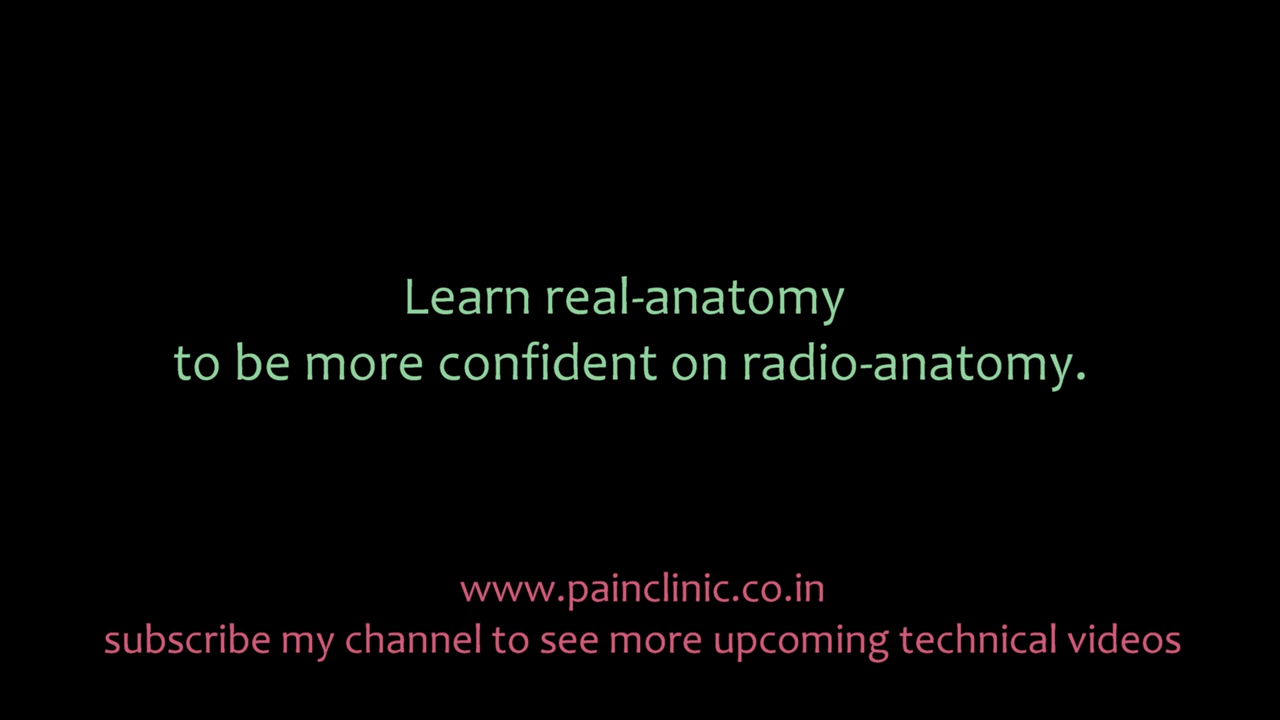 Learn real-anatomy
to be more confident on radio-anatomy.
www.painclinic.co.in
subscribe my channel to see more upcoming technical videos